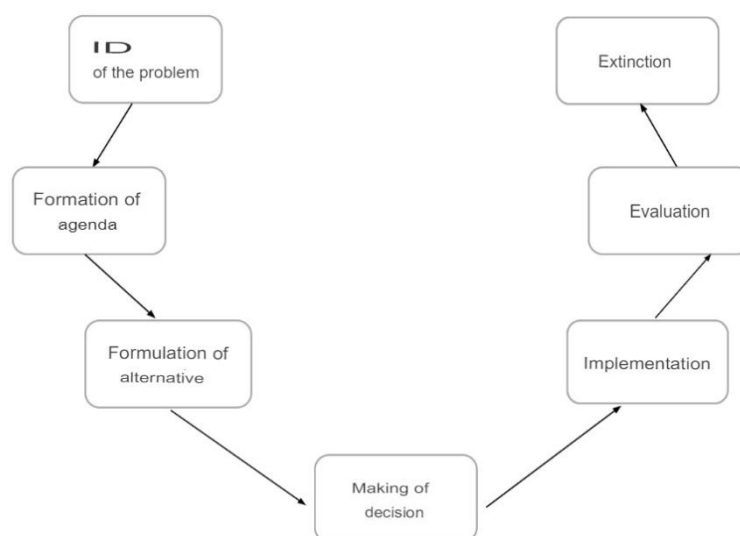 ID
of the problem
Formation of
agenda
Formulation of
alternative
Making of
decision
Implementation
Evaluation
Extinction